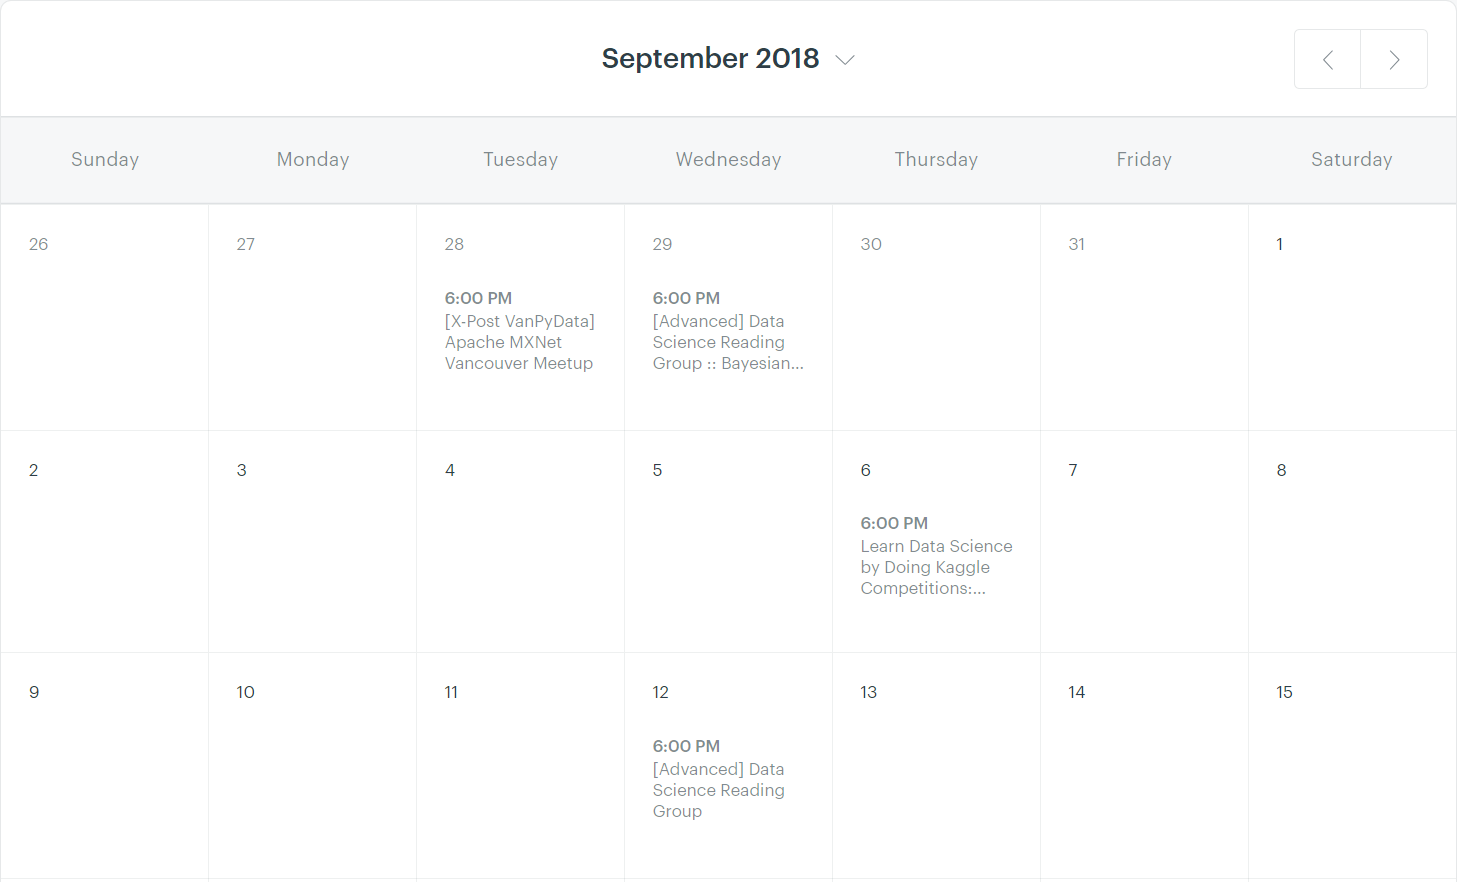 September 2018
Sunday Monday Tuesday Wednesday Thursday Friday Saturday
26 27 28 29 30 31 1
6:00 PM
[X-Post VanPyData]
Apache MXNet
Vancouver Meetup
6:00 PM
[Advanced] Data
Science Reading
Group :: Bayesian...
2 3 4 5 6 7 8
6:00 PM
Learn Data Science
by Doing Kaggle
Competitions:...
9 10 11 12 13 14 15
6:00 PM
[Advanced] Data
Science Reading
Group